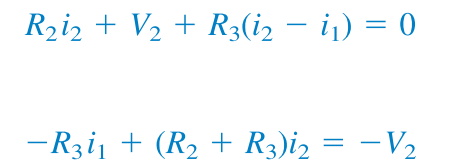 R₂i₂ + V₂ + R₃(i₂ − i₁) = 0
−R₃i₁ + (R₂ + R₃)i₂ = −V₂